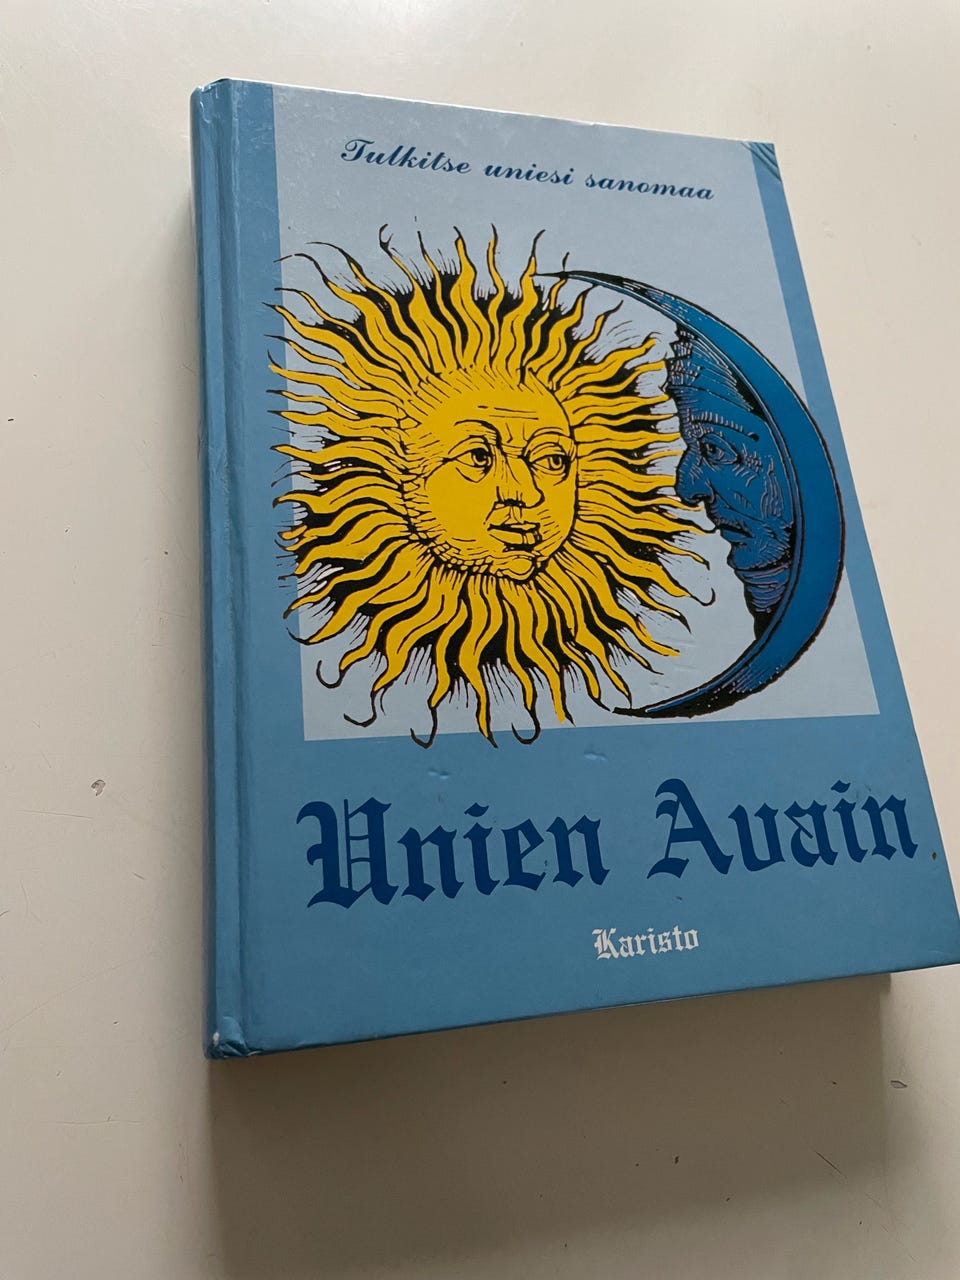 Tulkitse uniesi sanomaa
Unien Avain
Karisto